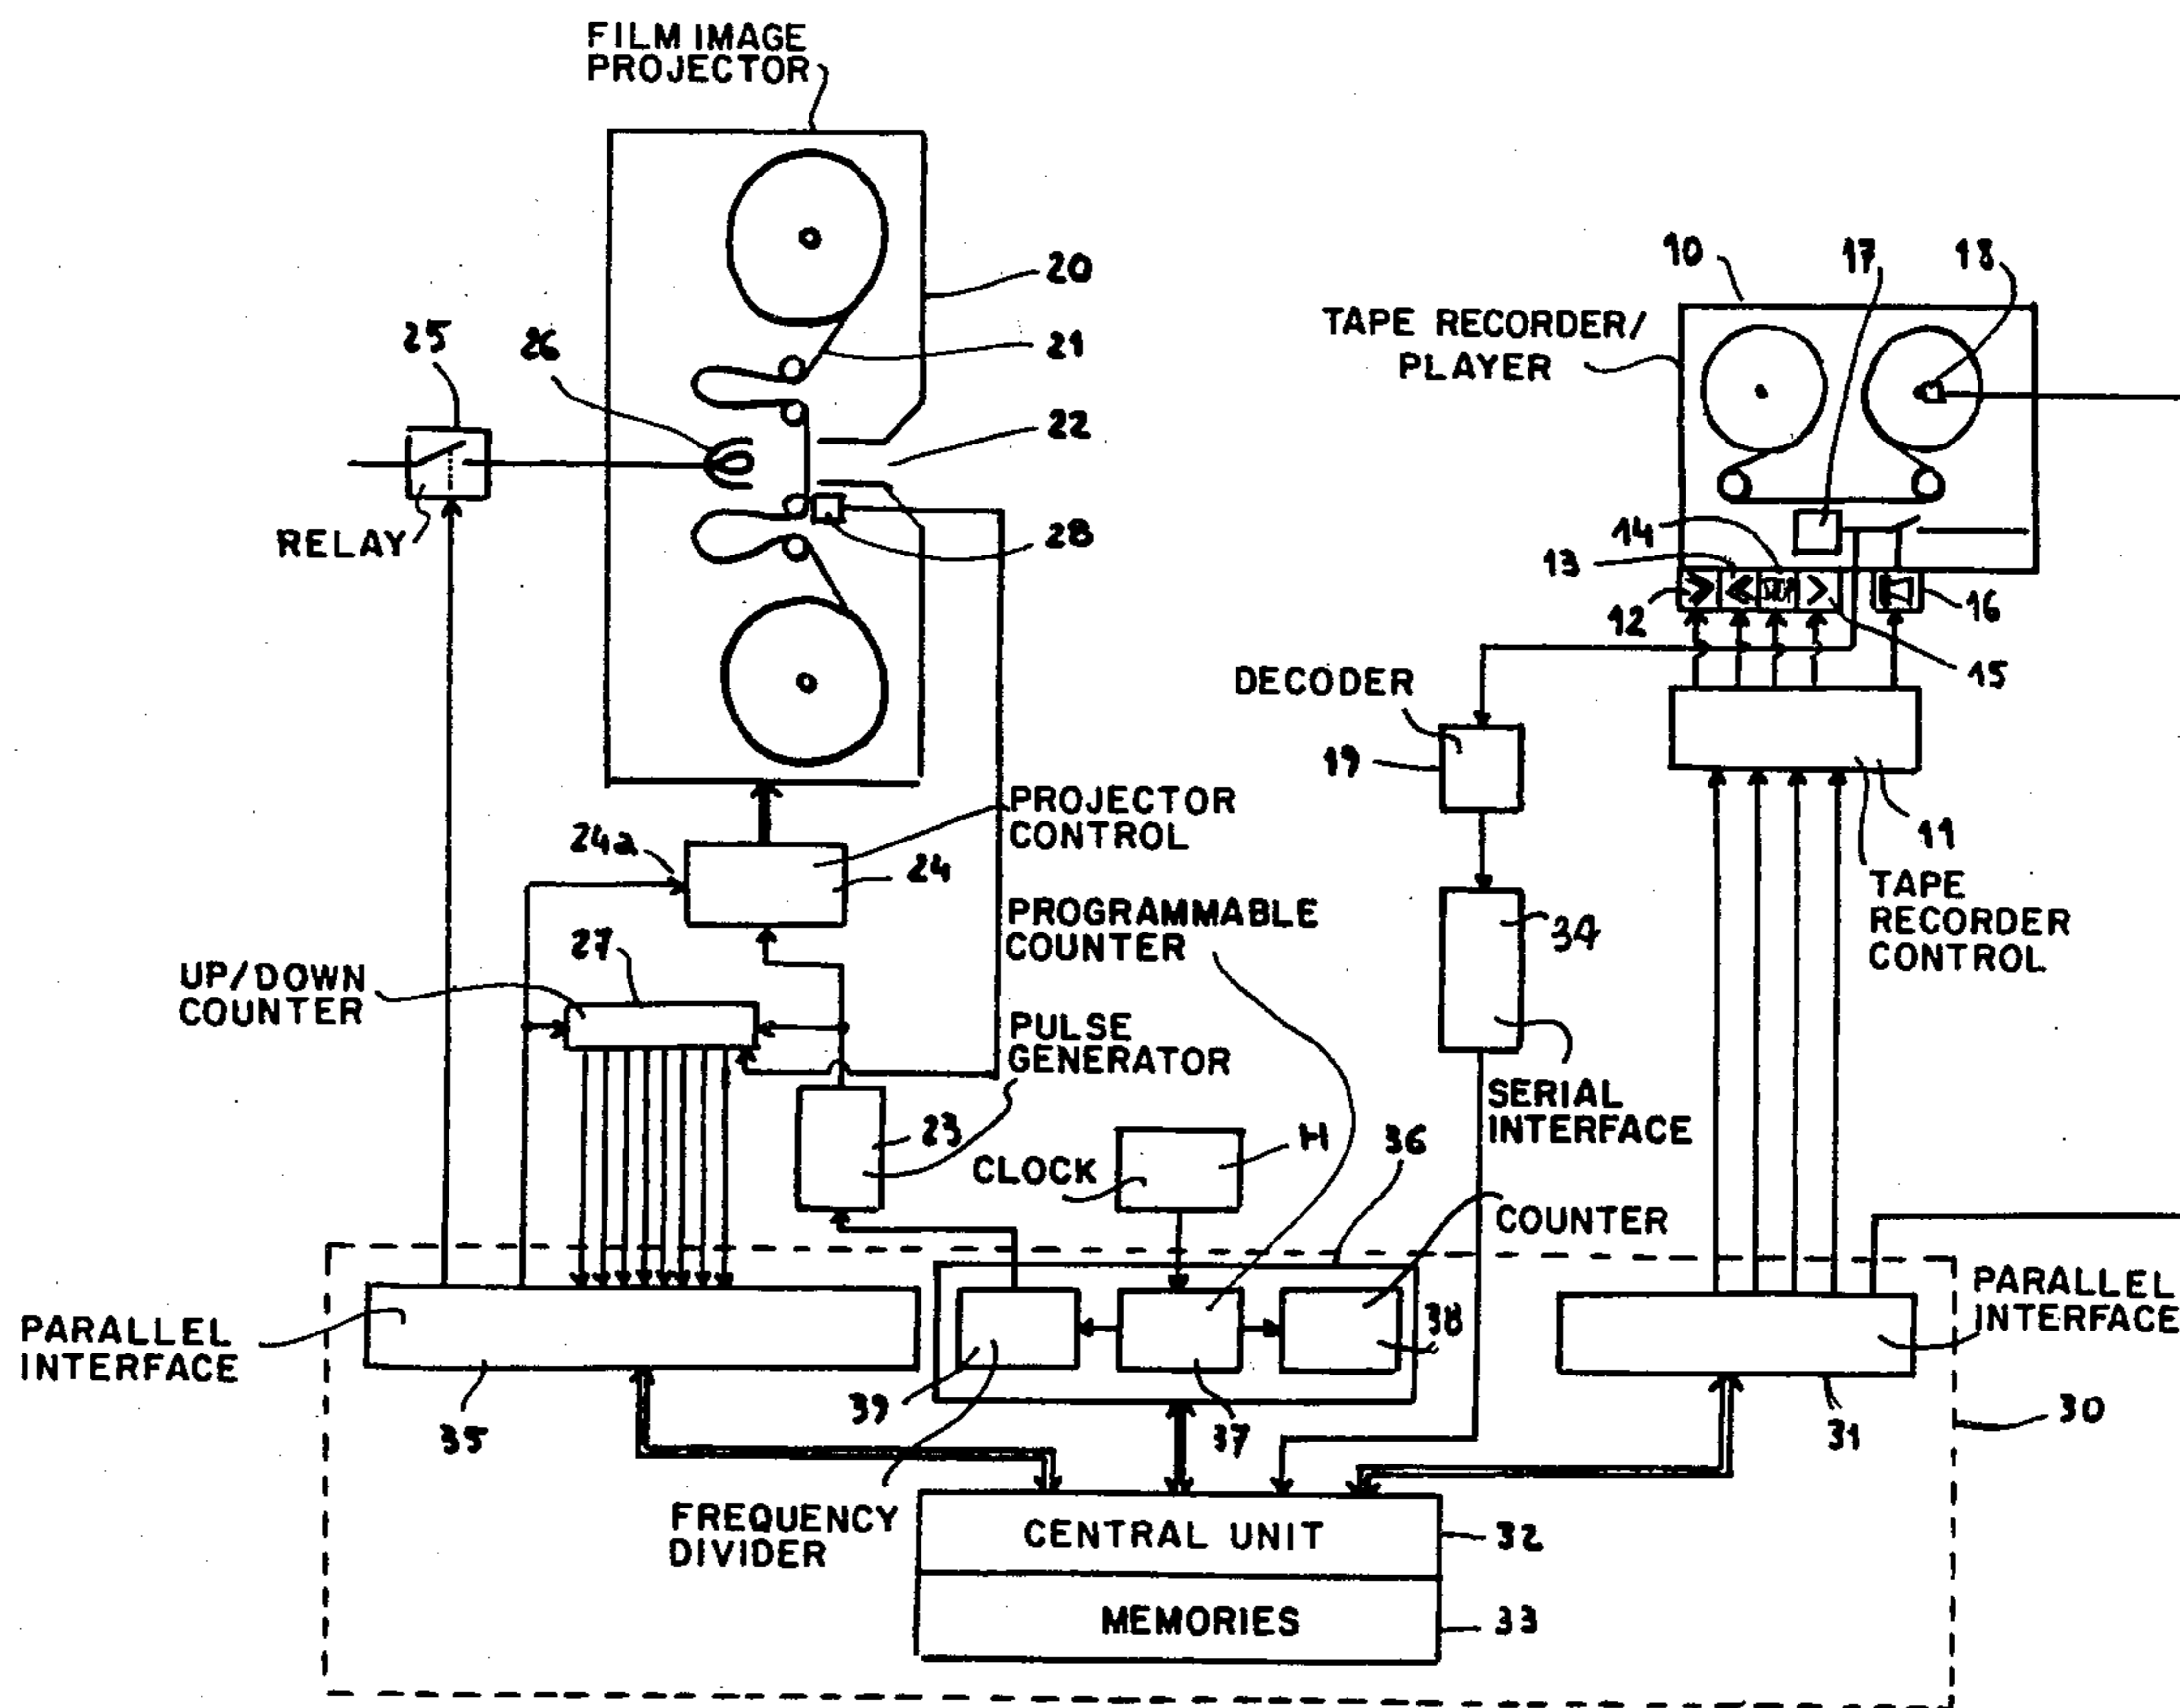 FILM IMAGE
PROJECTOR
20
21
22
25
26
RELAY
28
10
17
18
TAPE RECORDER/
PLAYER
14
13
12
STOP
16
15
DECODER
19
11
TAPE
RECORDER
CONTROL
PROJECTOR
CONTROL
24a
24
PROGRAMMABLE
COUNTER
34
27
UP/DOWN
COUNTER
PULSE
GENERATOR
SERIAL
INTERFACE
23
CLOCK
H
36
COUNTER
PARALLEL
INTERFACE
PARALLEL
INTERFACE
38
35
39
37
31
30
FREQUENCY
DIVIDER
CENTRAL UNIT
32
MEMORIES
33